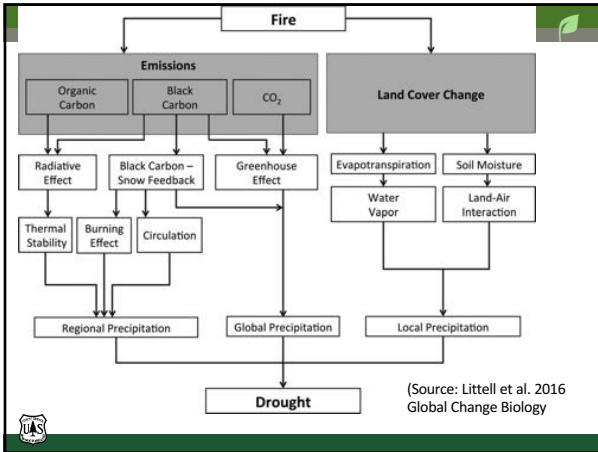 Fire
Emissions
Organic
Carbon
Black
Carbon
CO₂
Land Cover Change
Radiative
Effect
Black Carbon –
Snow Feedback
Greenhouse
Effect
Evapotranspiration
Soil Moisture
Thermal
Stability
Burning
Effect
Circulation
Water
Vapor
Land-Air
Interaction
Regional Precipitation
Global Precipitation
Local Precipitation
Drought
(Source: Littell et al. 2016
Global Change Biology